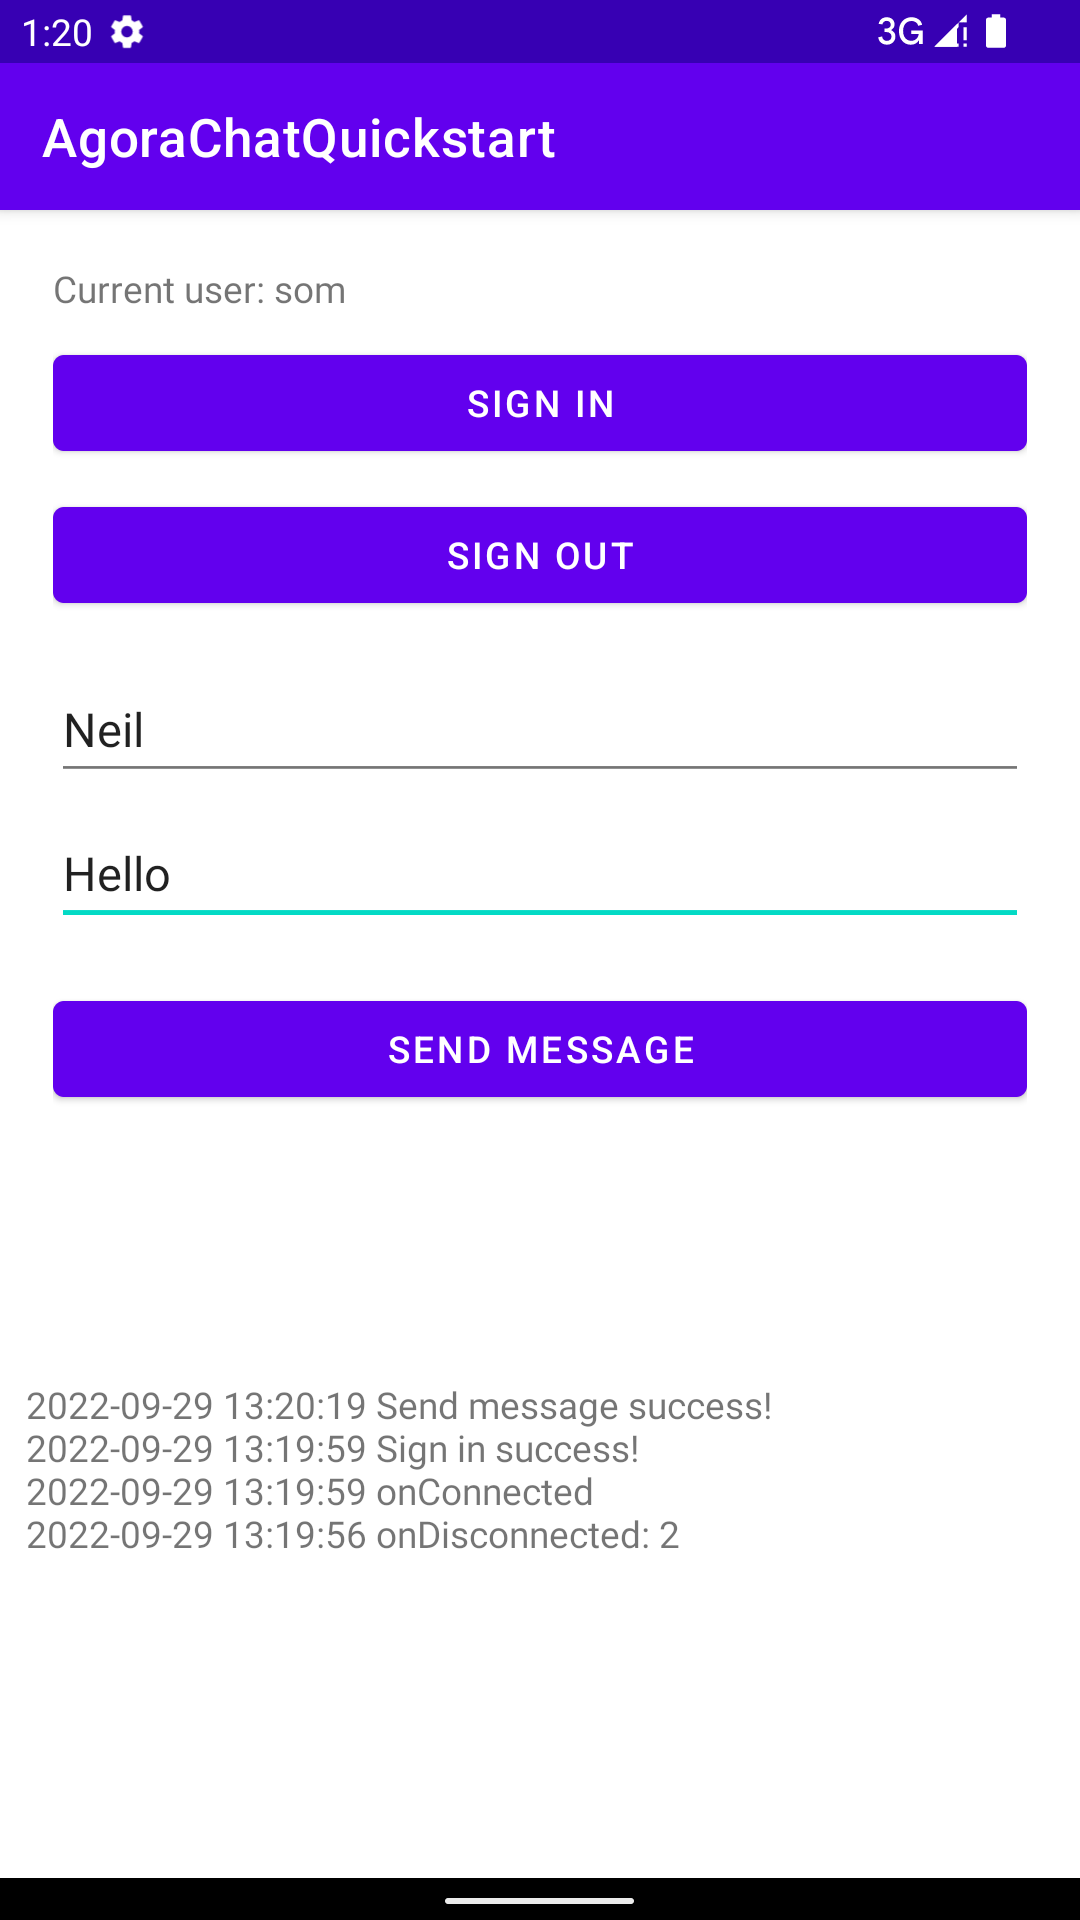 1:20 3G
AgoraChatQuickstart
Current user: som
SIGN IN
SIGN OUT
Neil
Hello
SEND MESSAGE
2022-09-29 13:20:19 Send message success!
2022-09-29 13:19:59 Sign in success!
2022-09-29 13:19:59 onConnected
2022-09-29 13:19:56 onDisconnected: 2